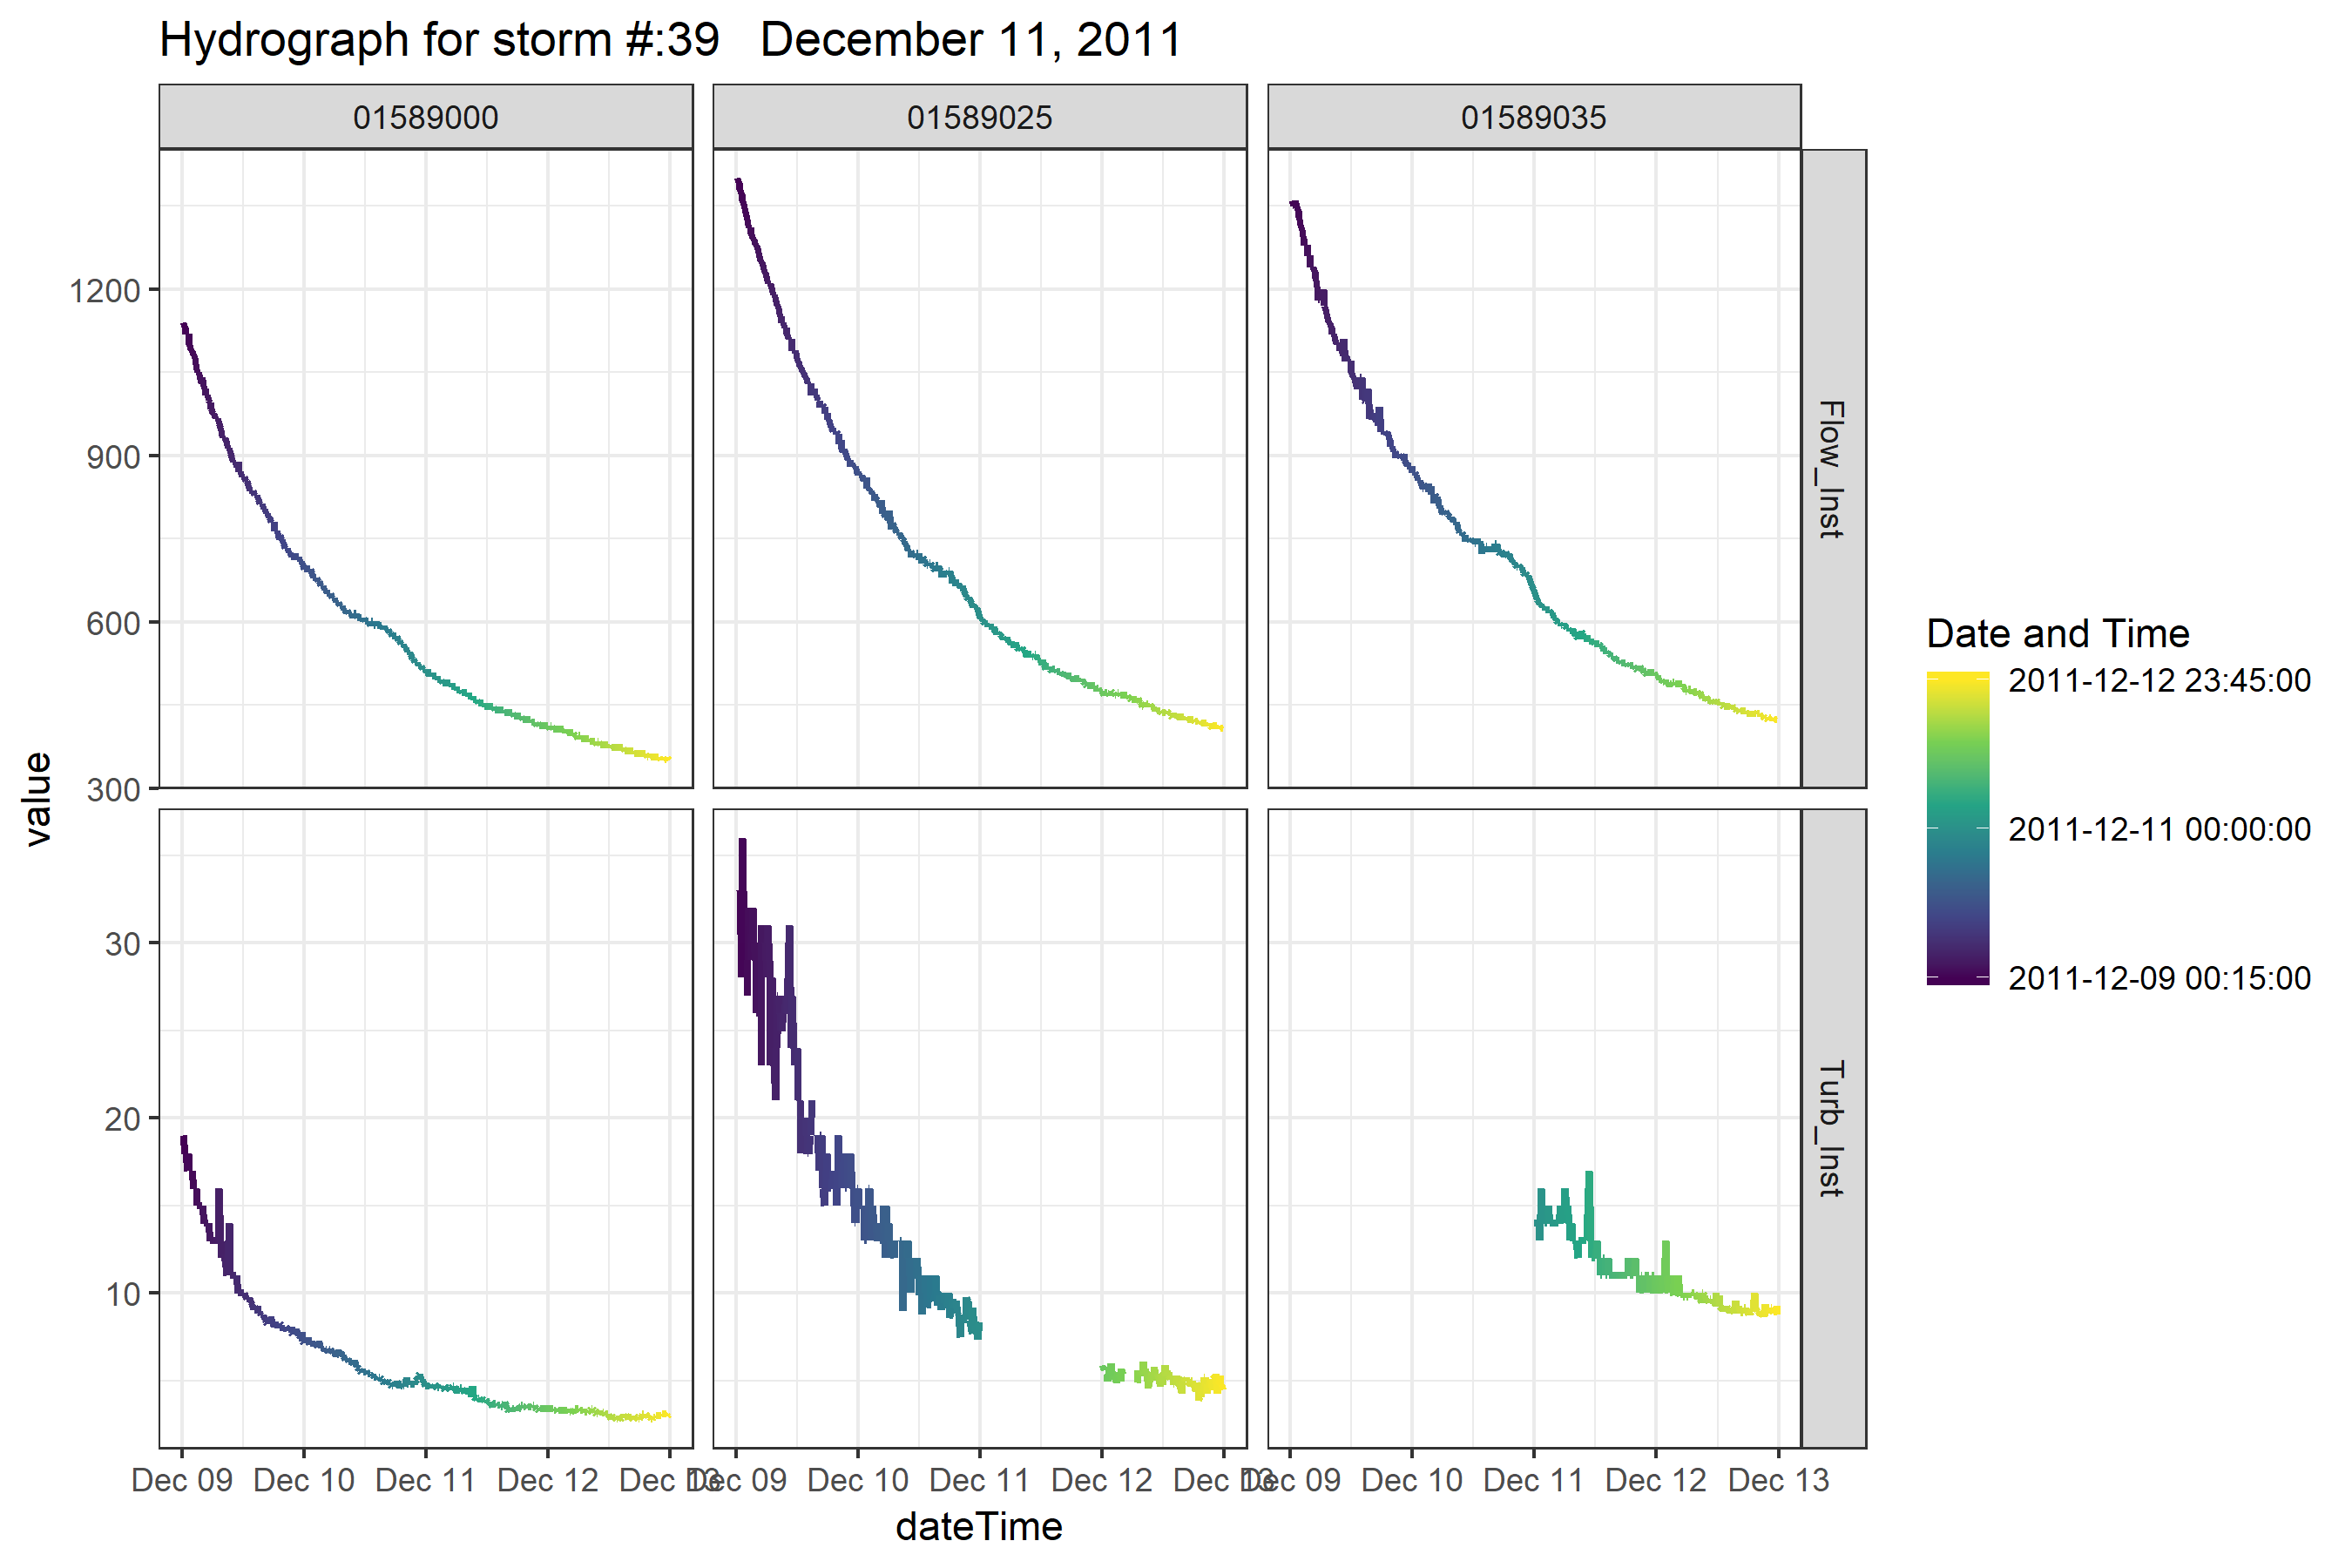 Hydrograph for storm #:39   December 11, 2011
01589000
01589025
01589035
1200
900
600
300
Flow_Inst
30
20
10
Turb_Inst
value
Dec 09 Dec 10 Dec 11 Dec 12 Dec 13
Dec 09 Dec 10 Dec 11 Dec 12 Dec 13
Dec 09 Dec 10 Dec 11 Dec 12 Dec 13
dateTime
Date and Time
2011-12-12 23:45:00
2011-12-11 00:00:00
2011-12-09 00:15:00